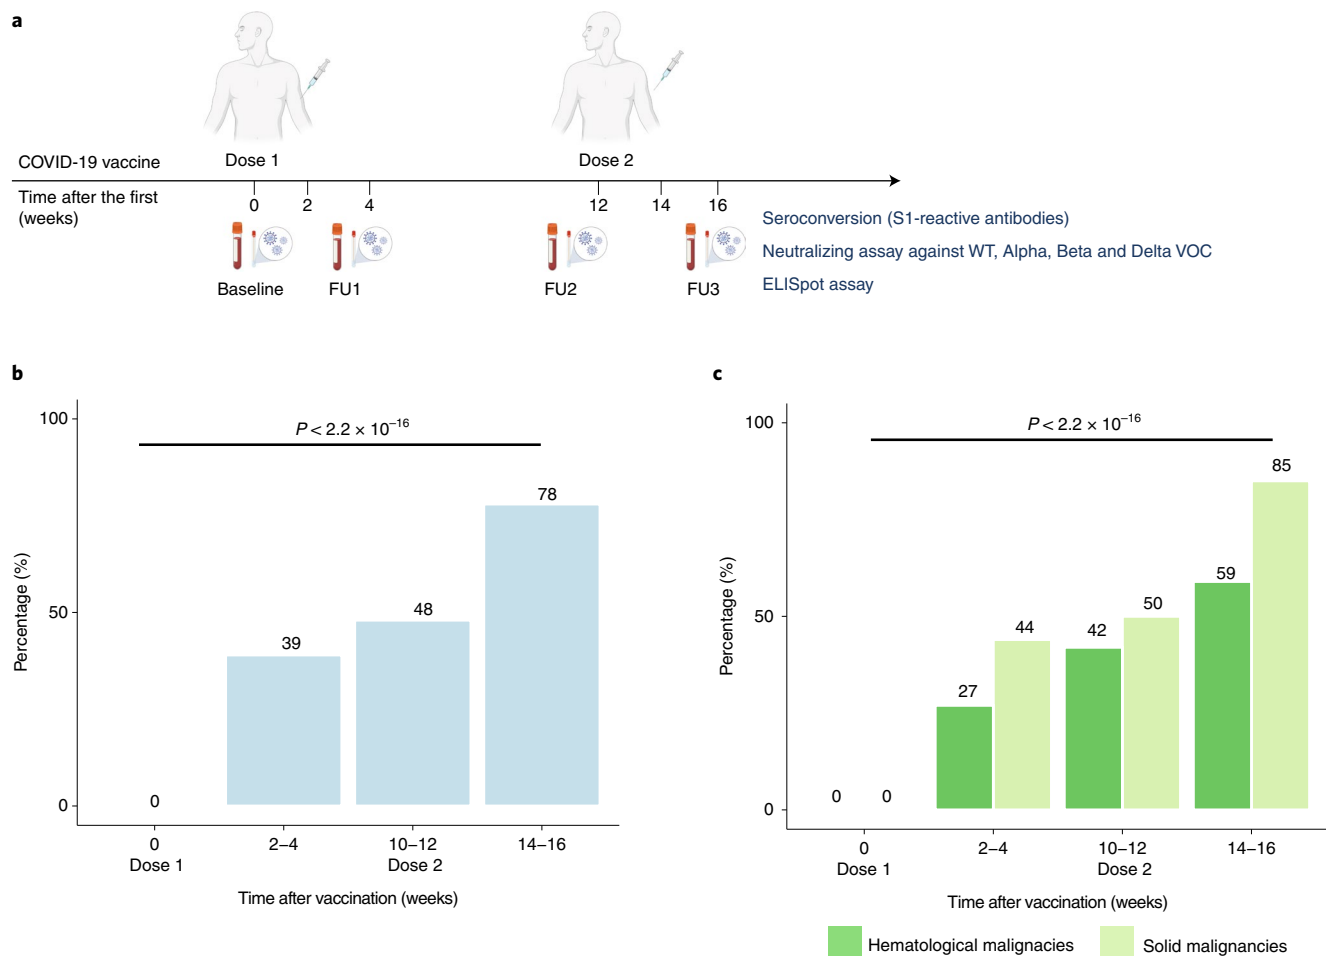 a
COVID-19 vaccine
Dose 1
Dose 2
Time after the first
(weeks)
0
2
4
12
14
16
Baseline
FU1
FU2
FU3
Seroconversion (S1-reactive antibodies)
Neutralizing assay against WT, Alpha, Beta and Delta VOC
ELISpot assay
b
Percentage (%)
100
50
0
P < 2.2 × 10⁻¹⁶
0
39
48
78
0
2–4
10–12
14–16
Dose 1
Dose 2
Time after vaccination (weeks)
c
Percentage (%)
100
50
0
P < 2.2 × 10⁻¹⁶
0
0
27
44
42
50
59
85
0
2–4
10–12
14–16
Dose 1
Dose 2
Time after vaccination (weeks)
Hematological malignacies
Solid malignancies